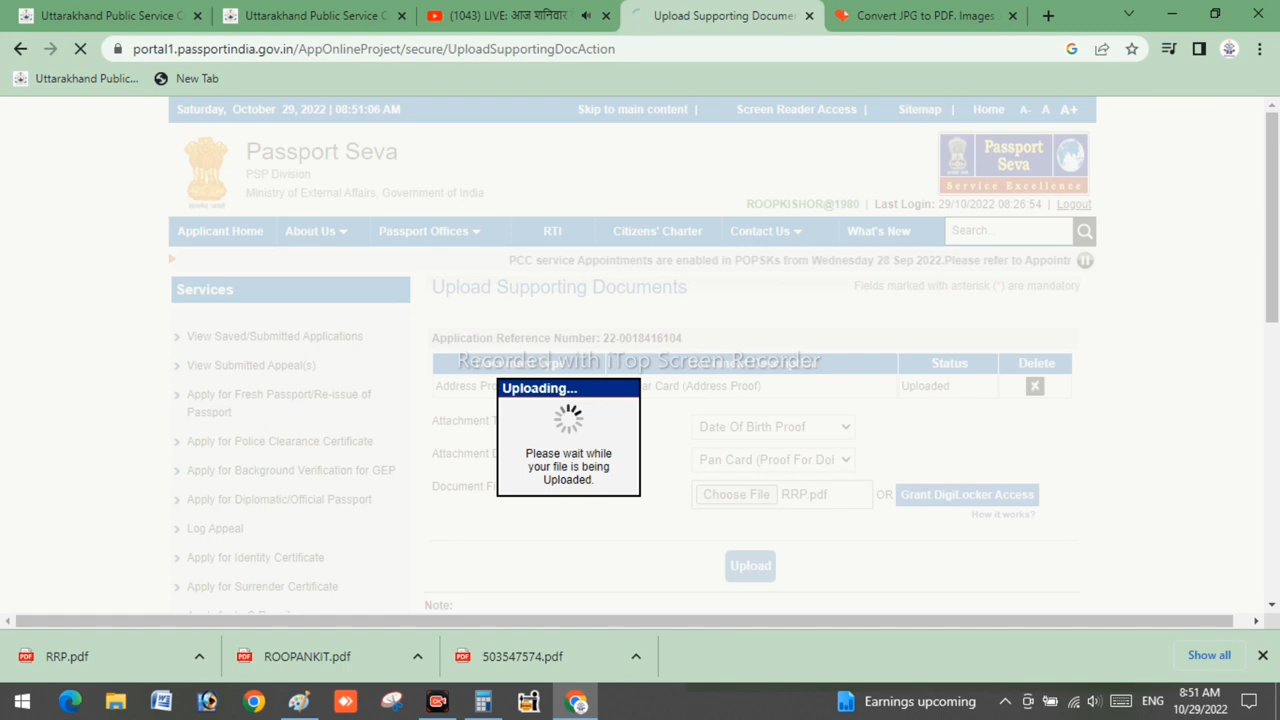 Uttarakhand Public Service C
Uttarakhand Public Service C
(1043) LIVE: आज शनिवार
Upload Supporting Documen
Convert JPG to PDF. Images
portal1.passportindia.gov.in/AppOnlineProject/secure/UploadSupportingDocAction
Uttarakhand Public...
New Tab
Saturday, October 29, 2022 | 08:51:06 AM
Skip to main content |
Screen Reader Access |
Sitemap |
Home
A-
A
A+
Passport Seva
PSP Division
Ministry of External Affairs, Government of India
Passport
Seva
Service Excellence
ROOPKISHOR@1980 | Last Login: 29/10/2022 08:26:54 | Logout
Applicant Home
About Us
Passport Offices
RTI
Citizens' Charter
Contact Us
What's New
Search...
PCC service Appointments are enabled in POPSKs from Wednesday 28 Sep 2022.Please refer to Appointr
Services
Upload Supporting Documents
Fields marked with asterisk (*) are mandatory
View Saved/Submitted Applications
View Submitted Appeal(s)
Apply for Fresh Passport/Re-issue of
Passport
Apply for Police Clearance Certificate
Apply for Background Verification for GEP
Apply for Diplomatic/Official Passport
Log Appeal
Apply for Identity Certificate
Apply for Surrender Certificate
Application Reference Number: 22-0018416104
Recorded with iTop Screen Recorder
Status
Delete
Address Pro
ar Card (Address Proof)
Uploaded
X
Attachment T
Date Of Birth Proof
Attachment D
Pan Card (Proof For Dol
Document Fi
Choose File
RRP.pdf
OR
Grant DigiLocker Access
How it works?
Uploading...
Please wait while
your file is being
Uploaded.
Upload
Note:
RRP.pdf
ROOPANKIT.pdf
503547574.pdf
Show all
Earnings upcoming
ENG
8:51 AM
10/29/2022